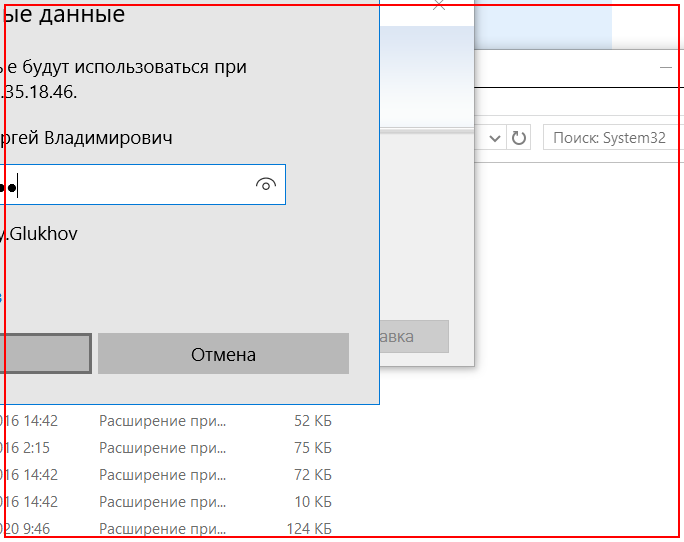 ые данные
е будут использоваться при
.35.18.46.
ргей Владимирович
y.Glukhov
Отмена
авка
Поиск: System32
016 14:42 Расширение при... 52 КБ
016 2:15 Расширение при... 75 КБ
016 14:42 Расширение при... 72 КБ
016 14:42 Расширение при... 10 КБ
020 9:46 Расширение при... 124 КБ